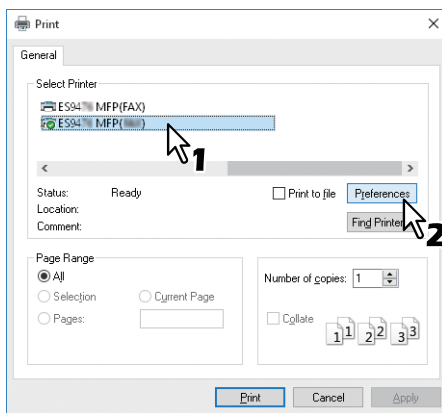 Print
General
Select Printer
ES947 MFP(FAX)
ES947 MFP( )
1
Status: Ready
Print to file
Preferences
Location:
Comment:
Find Printer
2
Page Range
All
Selection
Current Page
Pages:
Number of copies: 1
Collate
1 1 2 2 3 3
Print
Cancel
Apply